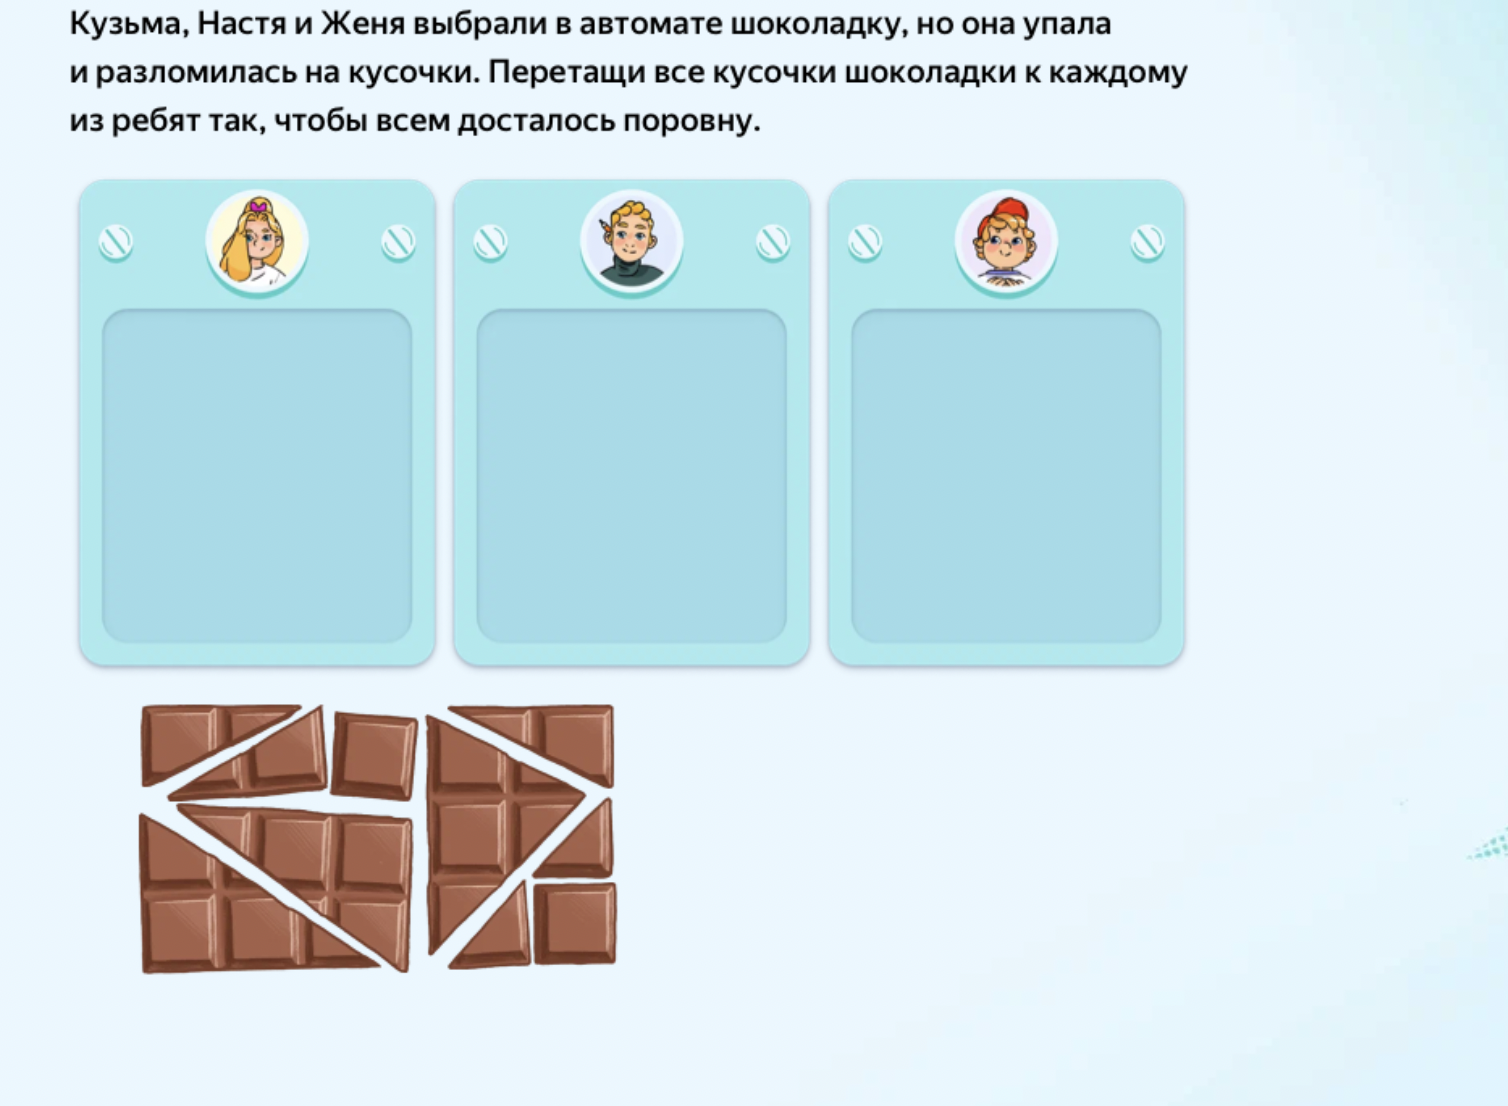 Кузьма, Настя и Женя выбрали в автомате шоколадку, но она упала
и разломилась на кусочки. Перетащи все кусочки шоколадки к каждому
из ребят так, чтобы всем досталось поровну.